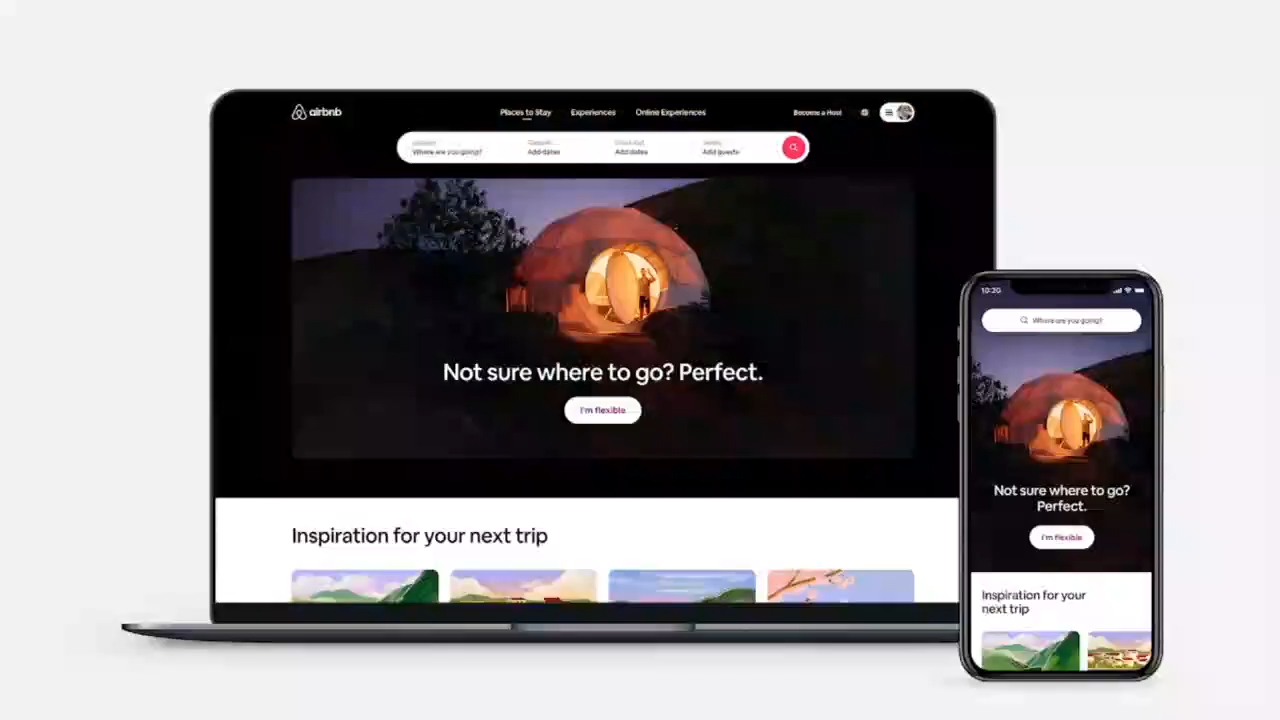 airbnb
Places to Stay Experiences Online Experiences
Become a Host
Where are you going? Add dates Add dates Add guests
Not sure where to go? Perfect.
I'm flexible
Inspiration for your next trip
10:20
Where are you going?
Not sure where to go?
Perfect.
I'm flexible
Inspiration for your
next trip